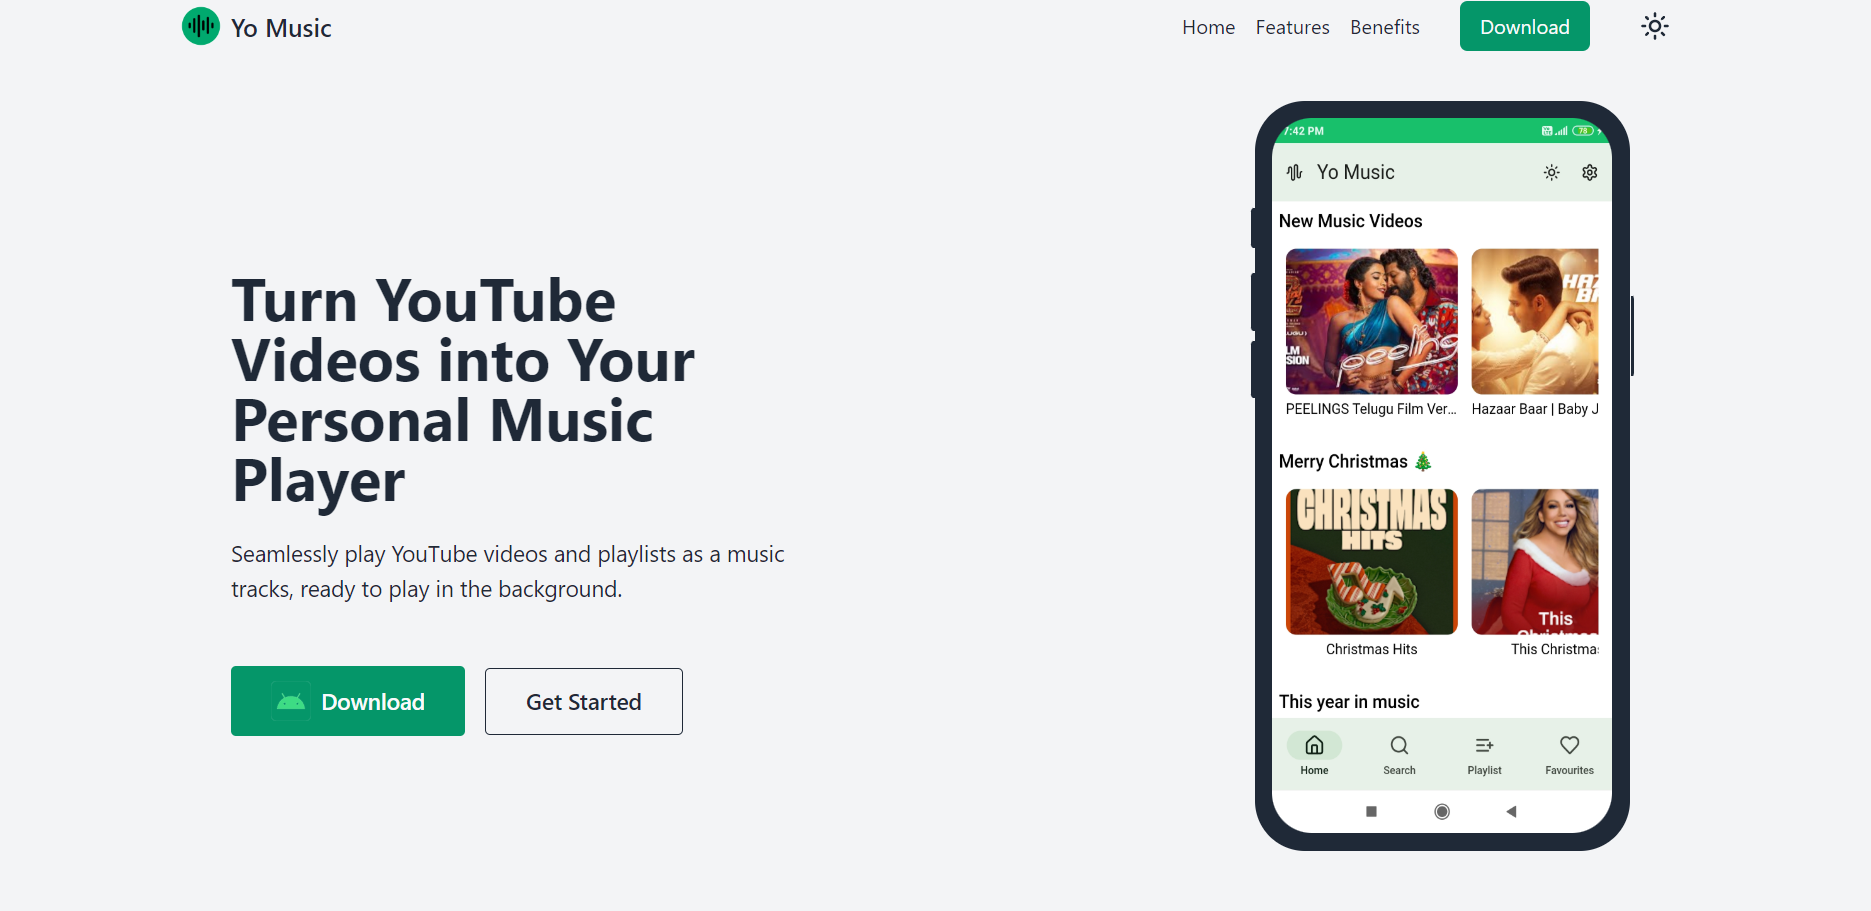 Yo Music
Home Features Benefits Download
Turn YouTube
Videos into Your
Personal Music
Player
Seamlessly play YouTube videos and playlists as a music
tracks, ready to play in the background.
Download Get Started
7:42 PM 78
Yo Music
New Music Videos
peeling
PEELINGS Telugu Film Ver... Hazaar Baar | Baby J
Merry Christmas 🎄
CHRISTMAS
HITS
This
Christmas
Christmas Hits This Christmas
This year in music
Home Search Playlist Favourites